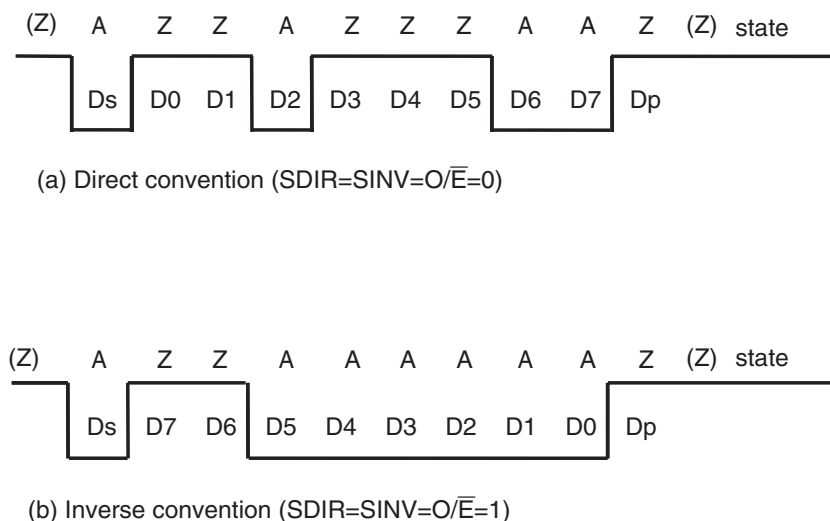 (Z) A Z Z A Z Z Z A A Z (Z) state
Ds D0 D1 D2 D3 D4 D5 D6 D7 Dp
(a) Direct convention (SDIR=SINV=O/E̅=0)
(Z) A Z Z A A A A A A Z (Z) state
Ds D7 D6 D5 D4 D3 D2 D1 D0 Dp
(b) Inverse convention (SDIR=SINV=O/E̅=1)